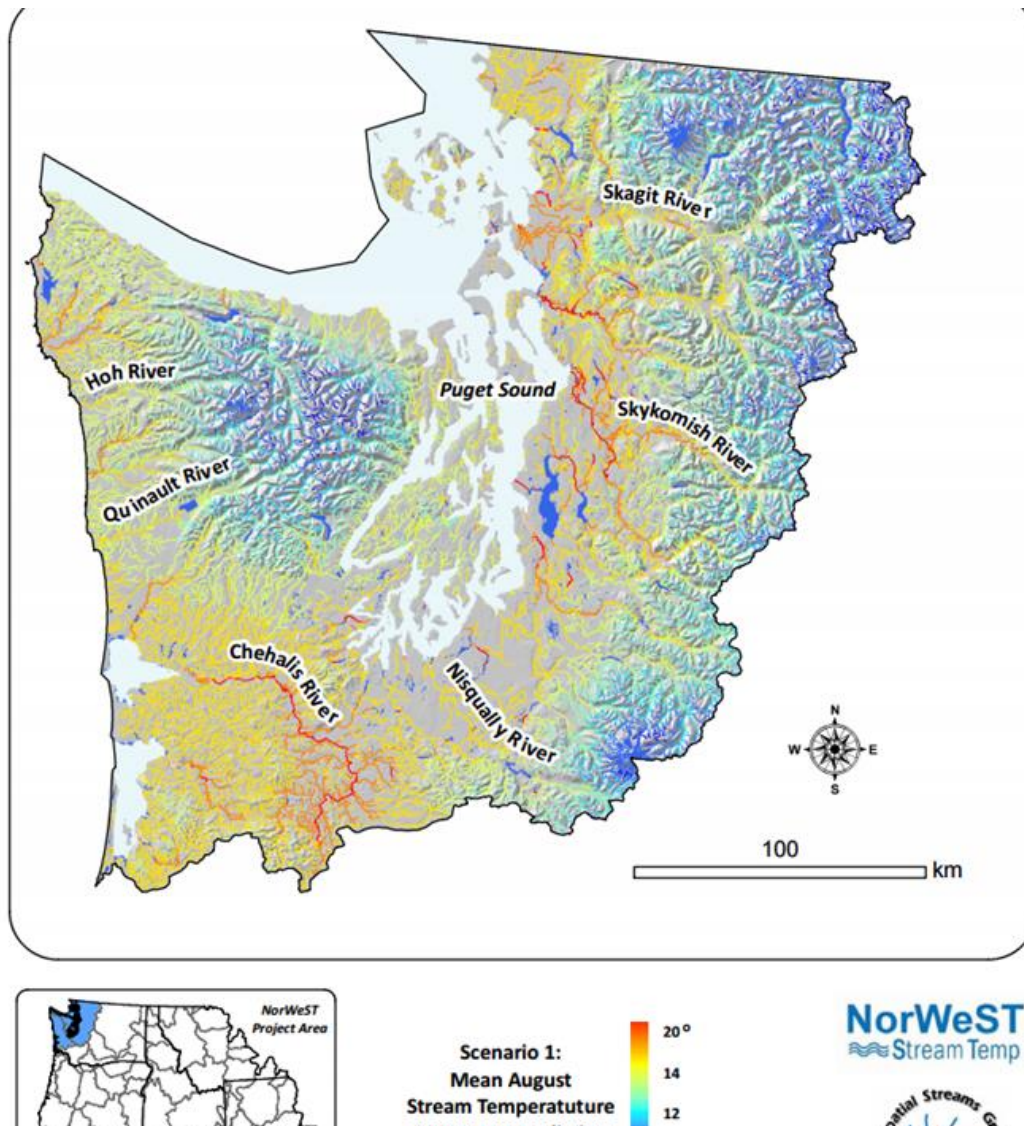 Skagit River
Hoh River
Puget Sound
Skykomish River
Quinault River
Chehalis River
Nisqually River
N
W
E
S
100
km
NorWeST
Project Area
Scenario 1:
Mean August
Stream Temperatuture
20°
14
12
NorWeST
Stream Temp
Streams